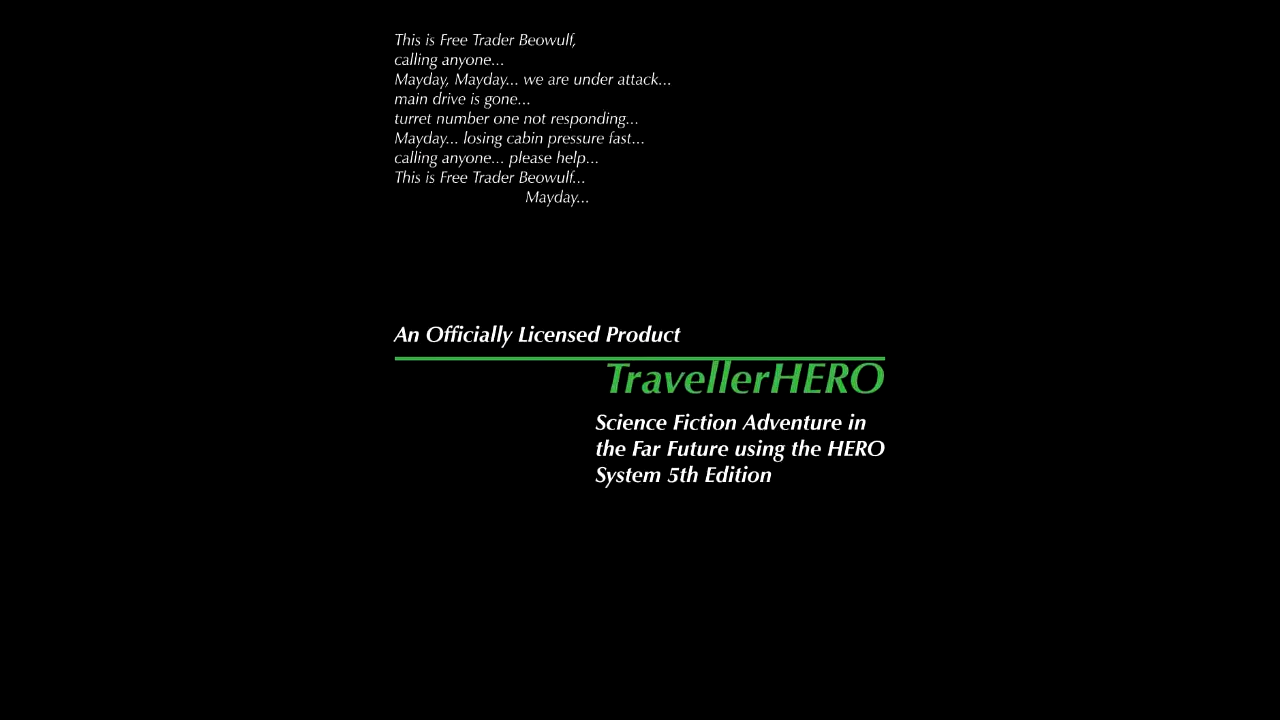 This is Free Trader Beowulf,
calling anyone...
Mayday, Mayday... we are under attack...
main drive is gone...
turret number one not responding...
Mayday... losing cabin pressure fast...
calling anyone... please help...
This is Free Trader Beowulf...
Mayday...
An Officially Licensed Product
TravellerHERO
Science Fiction Adventure in
the Far Future using the HERO
System 5th Edition